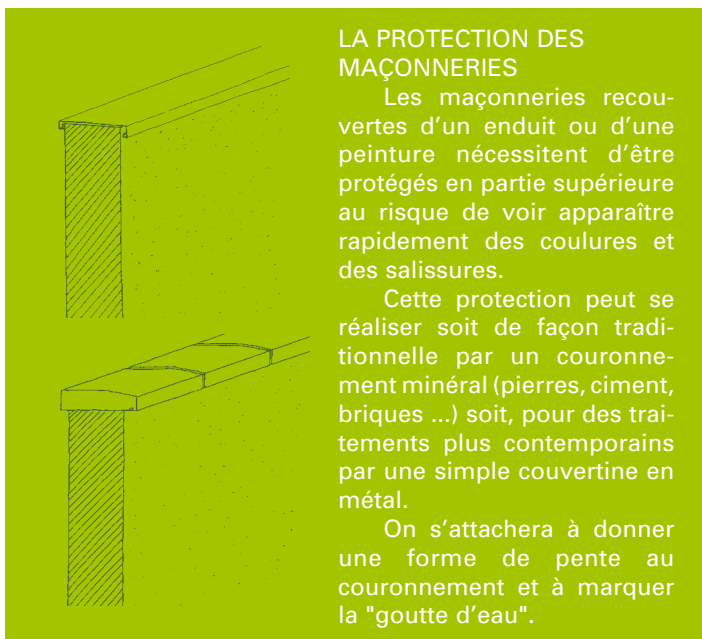 LA PROTECTION DES
MAÇONNERIES
Les maçonneries recou-
vertes d'un enduit ou d'une
peinture nécessitent d'être
protégés en partie supérieure
au risque de voir apparaître
rapidement des coulures et
des salissures.
Cette protection peut se
réaliser soit de façon tradi-
tionnelle par un couronne-
ment minéral (pierres, ciment,
briques ...) soit, pour des trai-
tements plus contemporains
par une simple couvertine en
métal.
On s'attachera à donner
une forme de pente au
couronnement et à marquer
la "goutte d'eau".